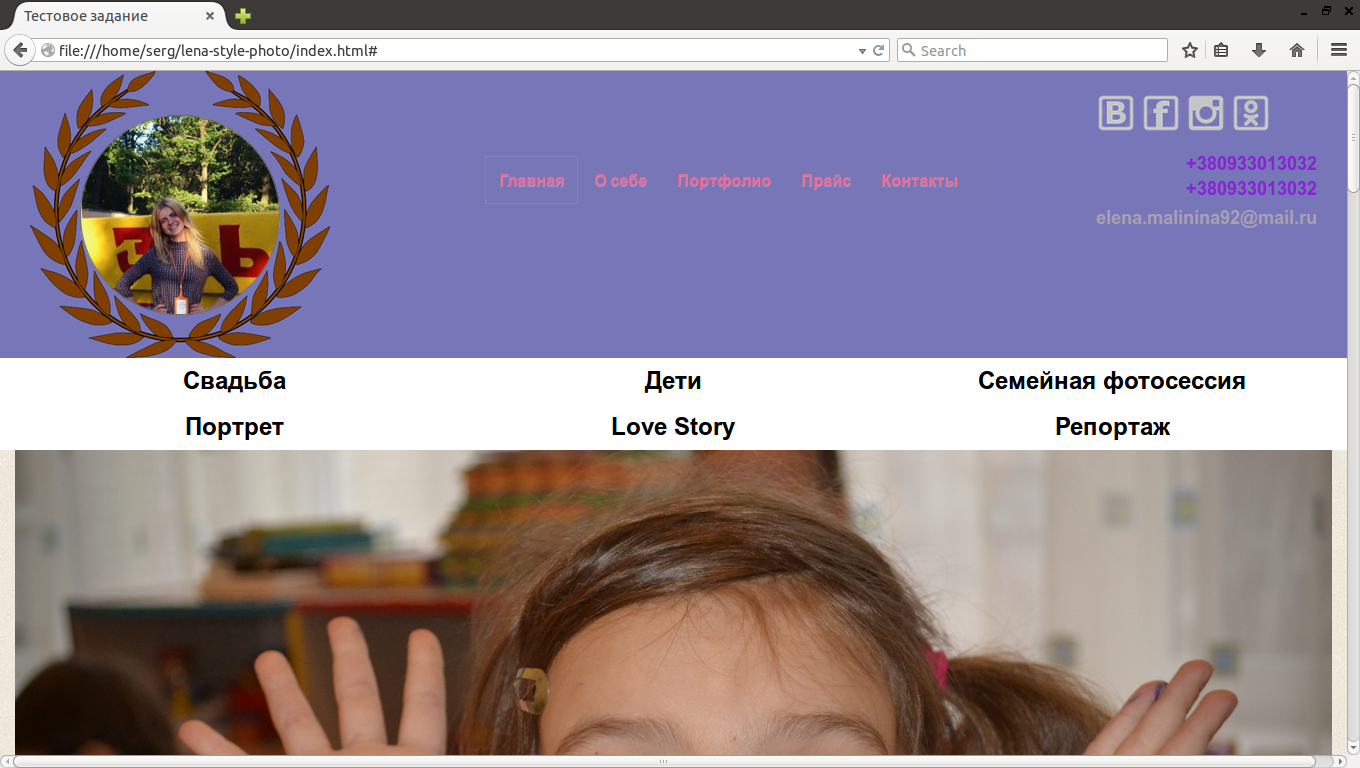 Тестовое задание
file:///home/serg/lena-style-photo/index.html#
Search
B f
+380933013032
Главная О себе Портфолио Прайс Контакты
+380933013032
elena.malinina92@mail.ru
Свадьба Дети Семейная фотосессия
Портрет Love Story Репортаж